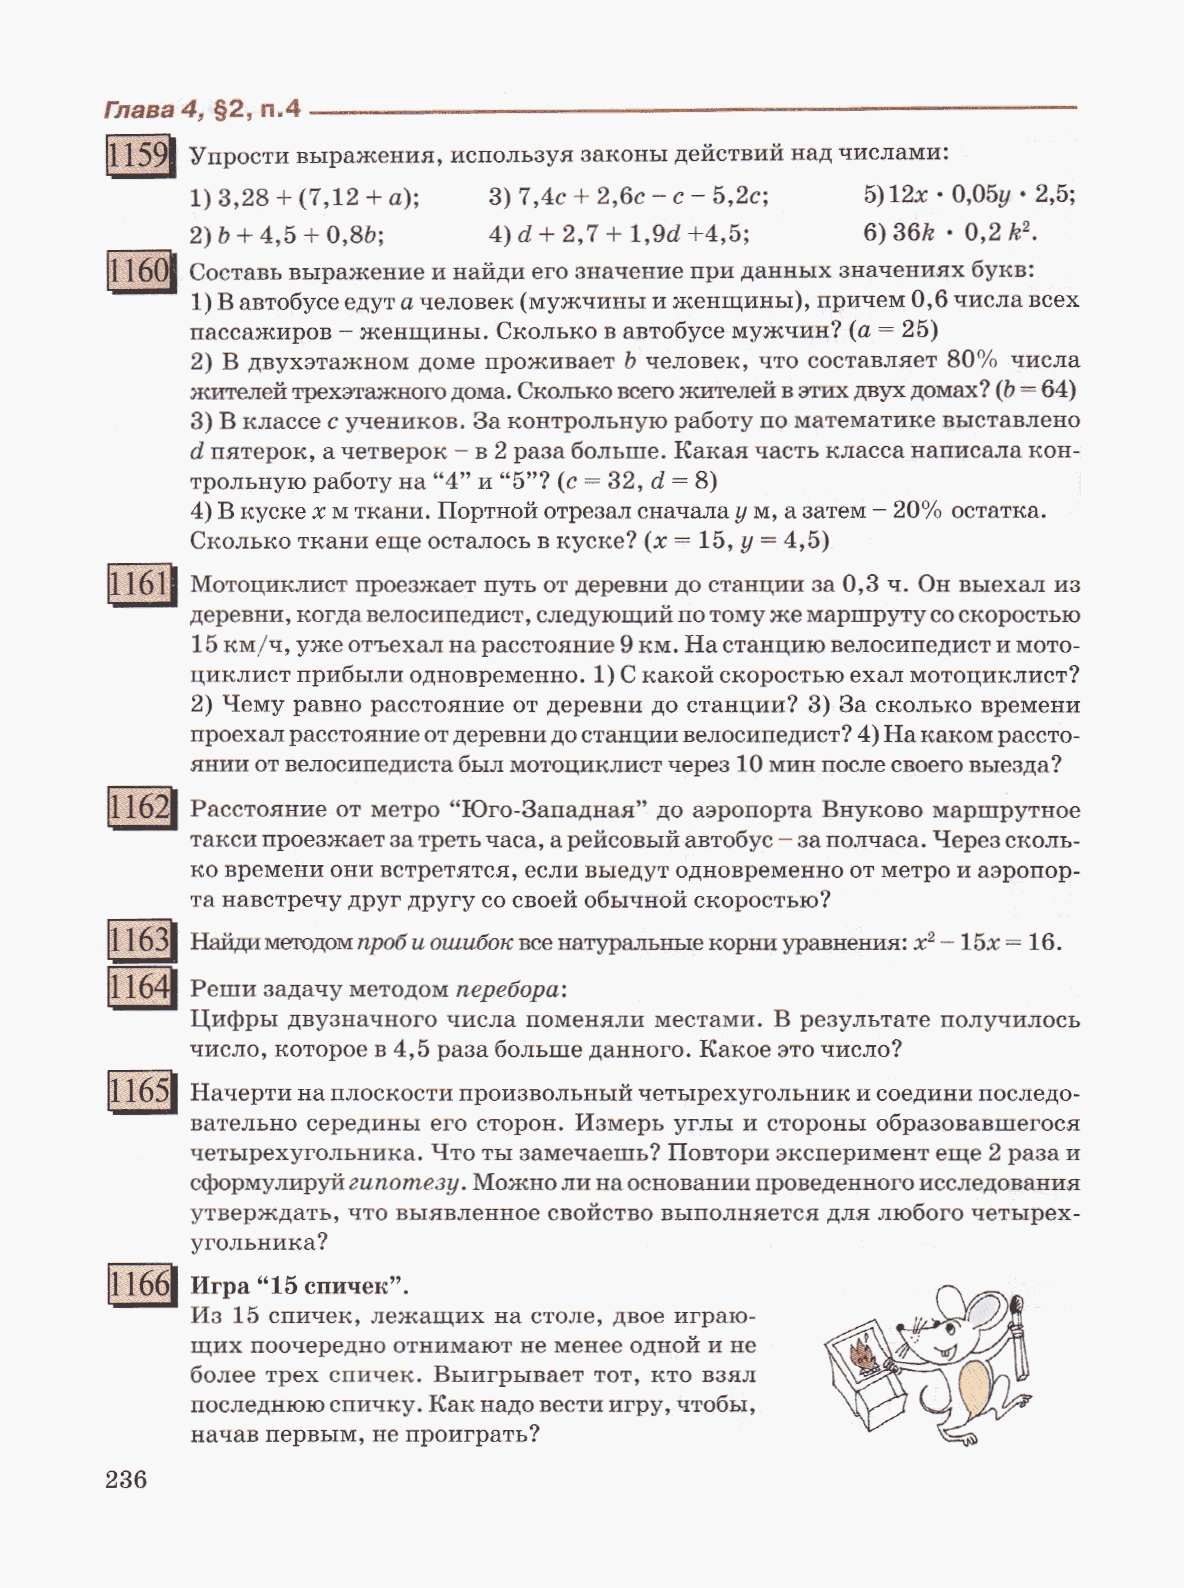 Глава 4, §2, п.4
1159 Упрости выражения, используя законы действий над числами:
1) 3,28 + (7,12 + a); 3) 7,4c + 2,6c – c – 5,2c; 5) 12x · 0,05y · 2,5;
2) b + 4,5 + 0,8b; 4) d + 2,7 + 1,9d +4,5; 6) 36k · 0,2 k².
1160 Составь выражение и найди его значение при данных значениях букв:
1) В автобусе едут a человек (мужчины и женщины), причем 0,6 числа всех
пассажиров – женщины. Сколько в автобусе мужчин? (a = 25)
2) В двухэтажном доме проживает b человек, что составляет 80% числа
жителей трехэтажного дома. Сколько всего жителей в этих двух домах? (b = 64)
3) В классе c учеников. За контрольную работу по математике выставлено
d пятерок, а четверок – в 2 раза больше. Какая часть класса написала кон-
трольную работу на “4” и “5”? (c = 32, d = 8)
4) В куске x м ткани. Портной отрезал сначала y м, а затем – 20% остатка.
Сколько ткани еще осталось в куске? (x = 15, y = 4,5)
1161 Мотоциклист проезжает путь от деревни до станции за 0,3 ч. Он выехал из
деревни, когда велосипедист, следующий по тому же маршруту со скоростью
15 км/ч, уже отъехал на расстояние 9 км. На станцию велосипедист и мото-
циклист прибыли одновременно. 1) С какой скоростью ехал мотоциклист?
2) Чему равно расстояние от деревни до станции? 3) За сколько времени
проехал расстояние от деревни до станции велосипедист? 4) На каком рассто-
янии от велосипедиста был мотоциклист через 10 мин после своего выезда?
1162 Расстояние от метро “Юго-Западная” до аэропорта Внуково маршрутное
такси проезжает за треть часа, а рейсовый автобус – за полчаса. Через сколь-
ко времени они встретятся, если выедут одновременно от метро и аэропор-
та навстречу друг другу со своей обычной скоростью?
1163 Найди методом проб и ошибок все натуральные корни уравнения: x² – 15x = 16.
1164 Реши задачу методом перебора:
Цифры двузначного числа поменяли местами. В результате получилось
число, которое в 4,5 раза больше данного. Какое это число?
1165 Начерти на плоскости произвольный четырехугольник и соедини последо-
вательно середины его сторон. Измерь углы и стороны образовавшегося
четырехугольника. Что ты замечаешь? Повтори эксперимент еще 2 раза и
сформулируй гипотезу. Можно ли на основании проведенного исследования
утверждать, что выявленное свойство выполняется для любого четырех-
угольника?
1166 Игра “15 спичек”.
Из 15 спичек, лежащих на столе, двое играю-
щих поочередно отнимают не менее одной и не
более трех спичек. Выигрывает тот, кто взял
последнюю спичку. Как надо вести игру, чтобы,
начав первым, не проиграть?
236